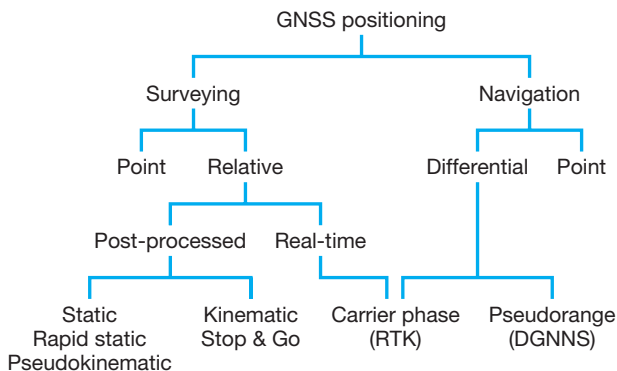 GNSS positioning
Surveying
Navigation
Point
Relative
Differential
Point
Post-processed
Real-time
Static
Rapid static
Pseudokinematic
Kinematic
Stop & Go
Carrier phase
(RTK)
Pseudorange
(DGNNS)